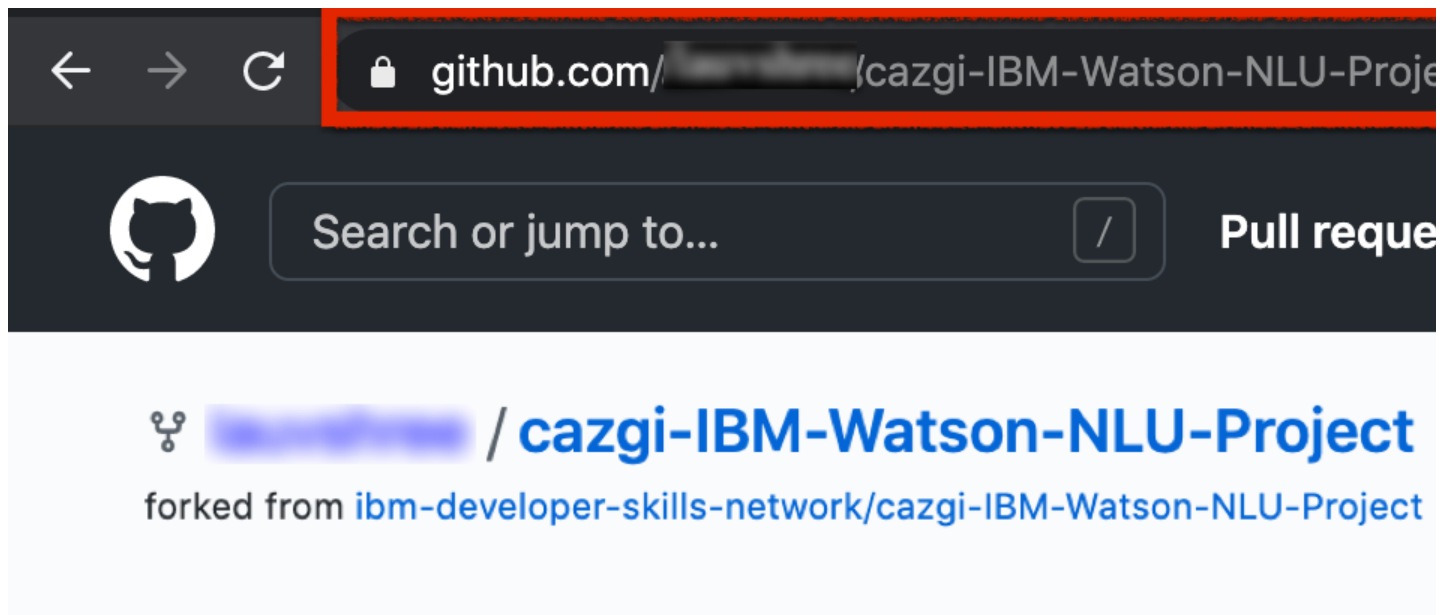 github.com/ /cazgi-IBM-Watson-NLU-Proje
Search or jump to... /
Pull reque
/ cazgi-IBM-Watson-NLU-Project
forked from ibm-developer-skills-network/cazgi-IBM-Watson-NLU-Project